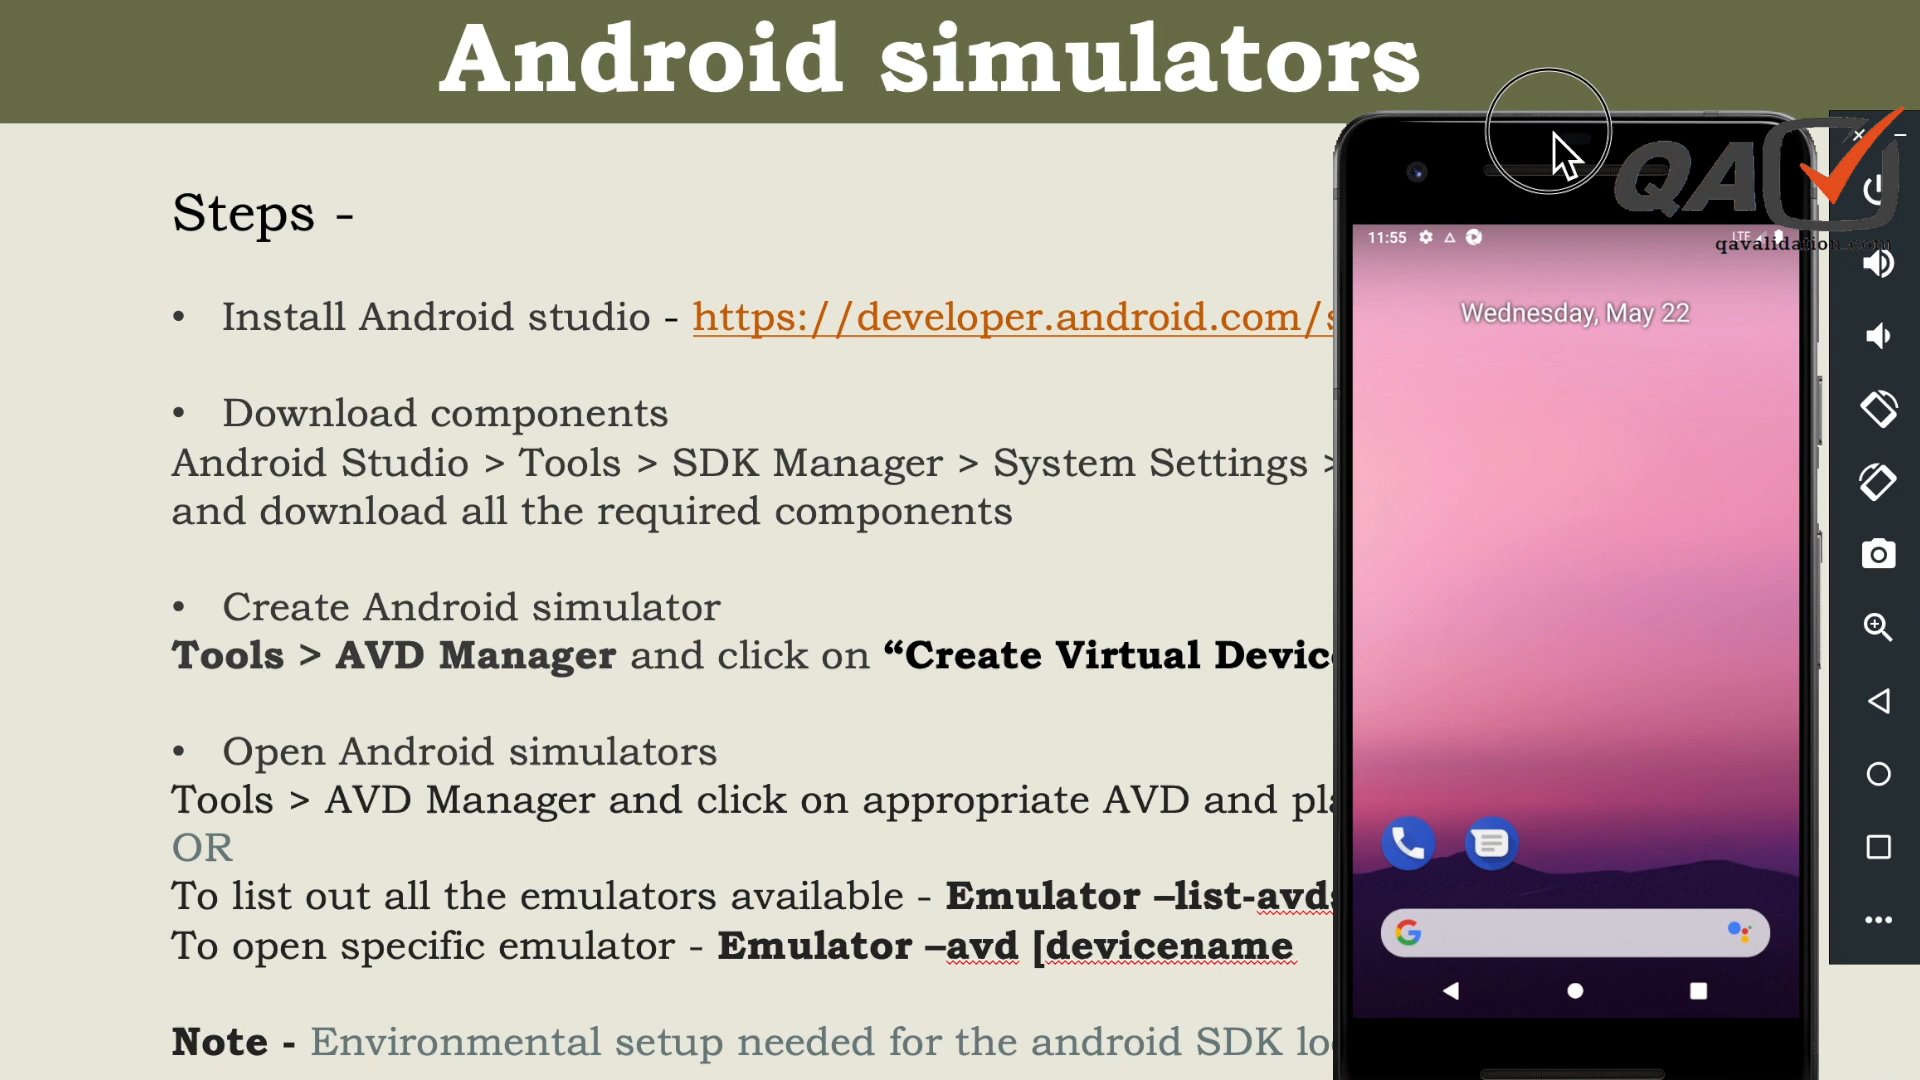 Android simulators
Steps -
• Install Android studio - https://developer.android.com/
• Download components
Android Studio > Tools > SDK Manager > System Settings >
and download all the required components
• Create Android simulator
Tools > AVD Manager and click on “Create Virtual
• Open Android simulators
Tools > AVD Manager and click on appropriate AVD and
OR
To list out all the emulators available - Emulator –list-avds
To open specific emulator - Emulator –avd [devicename
Note - Environmental setup needed for the android SDK
QA
qavalidation.com
11:55
LTE
Wednesday, May 22